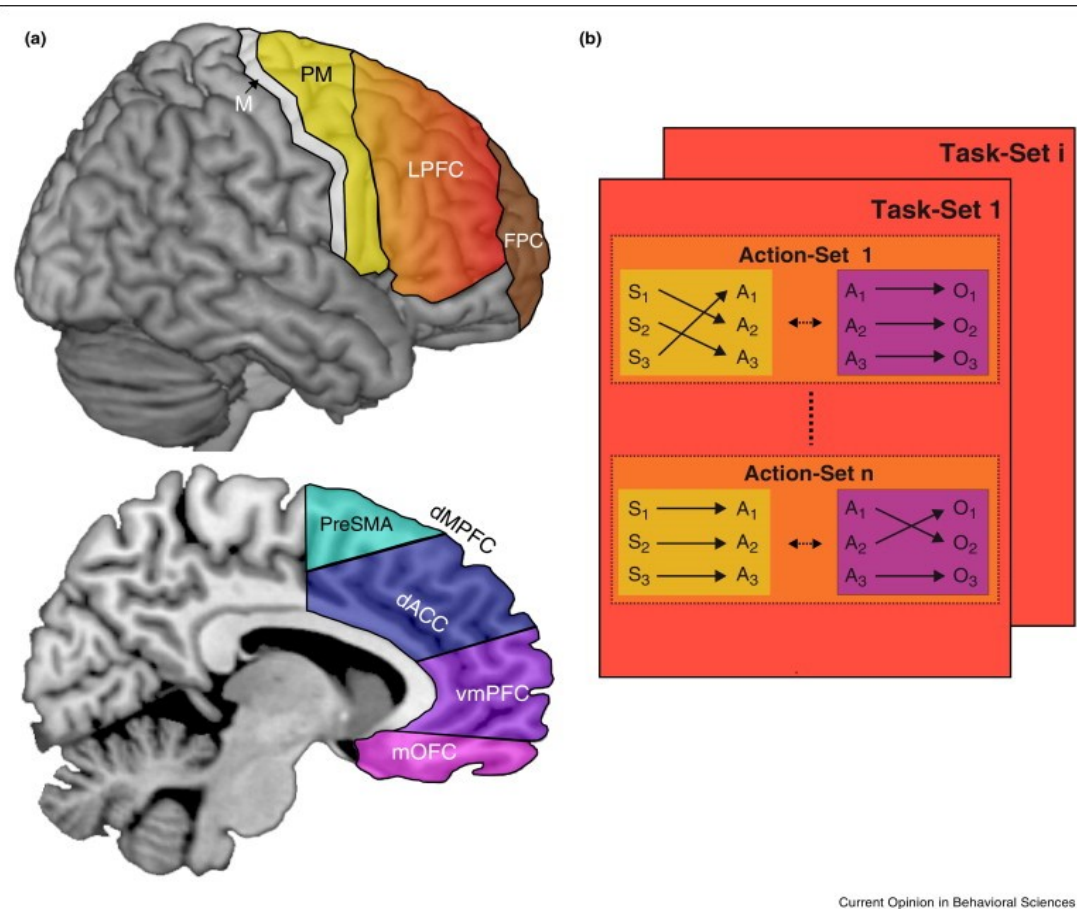 (a)
PM
M
LPFC
FPC
PreSMA
dMPFC
dACC
vmPFC
mOFC
(b)
Task-Set i
Task-Set 1
Action-Set 1
S1 A1 A1 O1
S2 A2 A2 O2
S3 A3 A3 O3
Action-Set n
S1 A1 A1 O1
S2 A2 A2 O2
S3 A3 A3 O3
Current Opinion in Behavioral Sciences